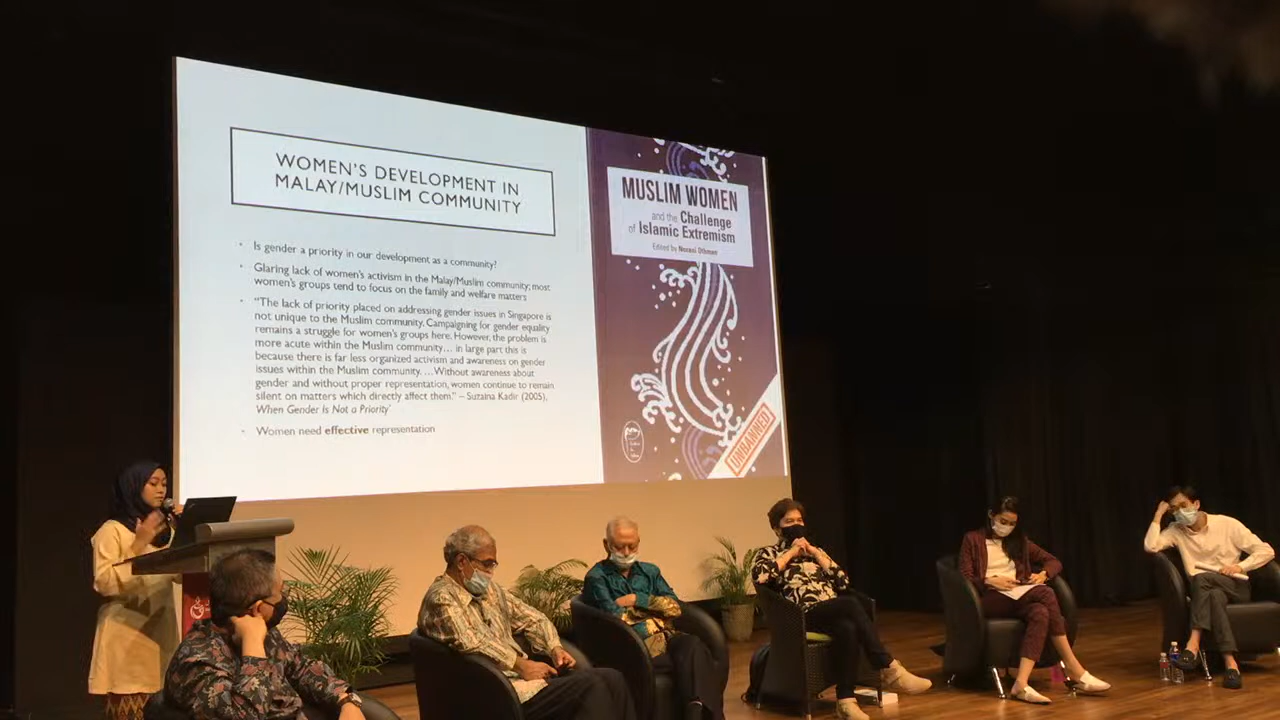 WOMEN'S DEVELOPMENT IN
MALAY/MUSLIM COMMUNITY
• Is gender a priority in our development as a community?
• Glaring lack of women's activism in the Malay/Muslim community; most
women's groups tend to focus on the family and welfare matters
• "The lack of priority placed on addressing gender issues in Singapore is
not unique to the Muslim community. Campaigning for gender equality
remains a struggle for women's groups here. However, the problem is
more acute within the Muslim community… in large part this is
because there is far less organized activism and awareness on gender
issues within the Muslim community. …Without awareness about
gender and without proper representation, women continue to remain
silent on matters which directly affect them." – Suzaina Kadir (2005),
When Gender Is Not a Priority'
• Women need effective representation
MUSLIM WOMEN
and the Challenge
of Islamic Extremism
Edited by Norani Othman
UNBANNED